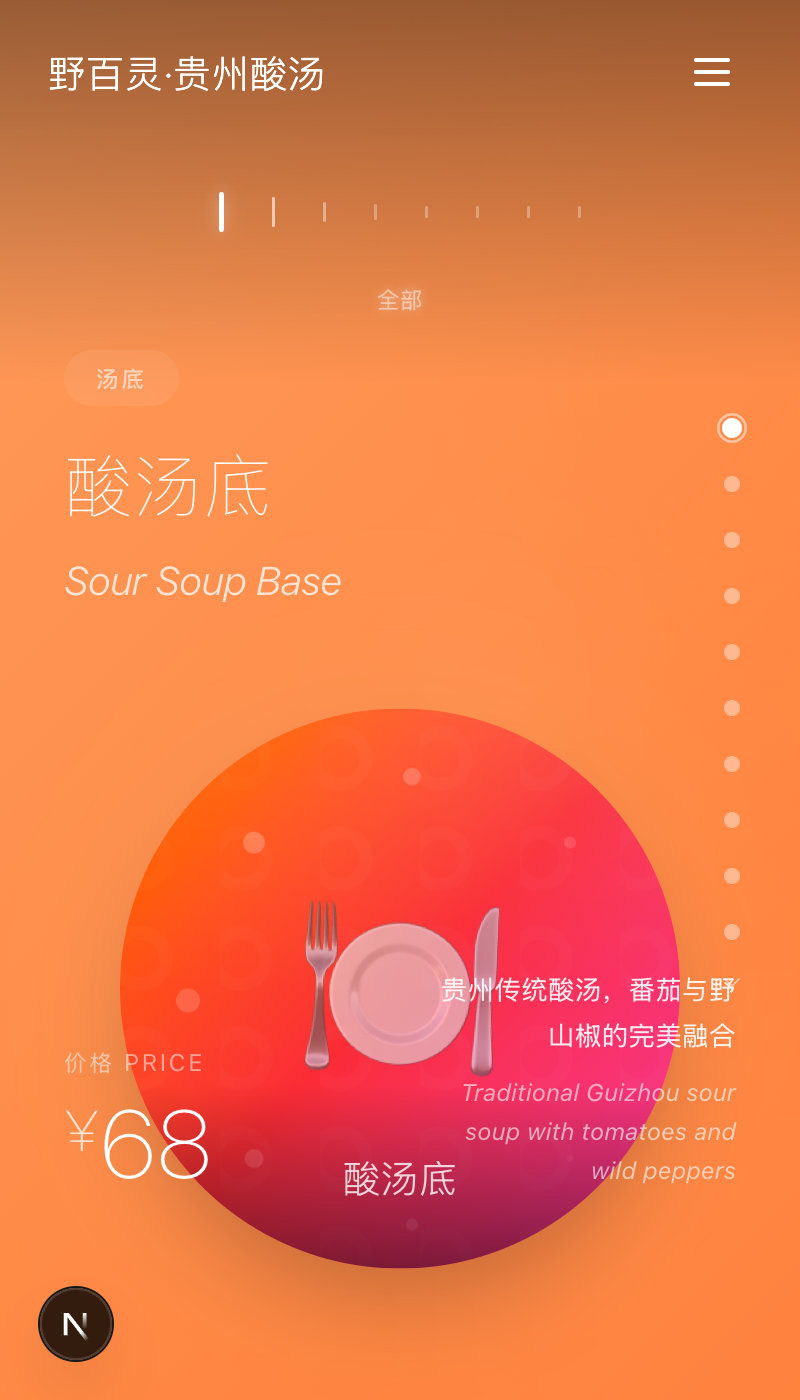 野百灵·贵州酸汤
全部
汤底
酸汤底
Sour Soup Base
贵州传统酸汤，番茄与野
山椒的完美融合
Traditional Guizhou sour
soup with tomatoes and
wild peppers
价格 PRICE
¥68
酸汤底
N